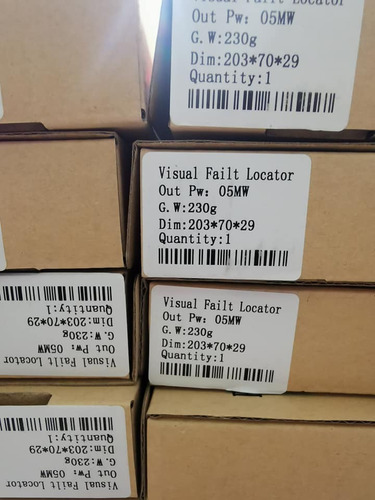 Visual Failt Locator
Out Pw: 05MW
G.W:230g
Dim:203*70*29
Quantity:1
Visual Failt Locator
Out Pw: 05MW
G.W:230g
Dim:203*70*29
Quantity:1
Visual Failt Locator
Out Pw: 05MW
G.W:230g
Dim:203*70*29
Quantity:1
Visual Failt Locator
Out Pw: 05MW
G.W:230g
Dim:203*70*29
Quantity:1
Visual Failt Locator
Out Pw: 05MW
G.W:230g
Dim:203*70*29
Quantity:1